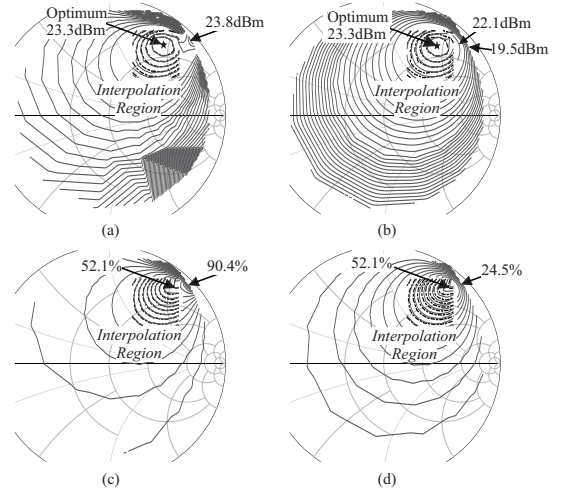 Optimum
23.3dBm
23.8dBm
Interpolation
Region
(a)
Optimum
23.3dBm
22.1dBm
19.5dBm
Interpolation
Region
(b)
52.1%
90.4%
Interpolation
Region
(c)
52.1%
24.5%
Interpolation
Region
(d)